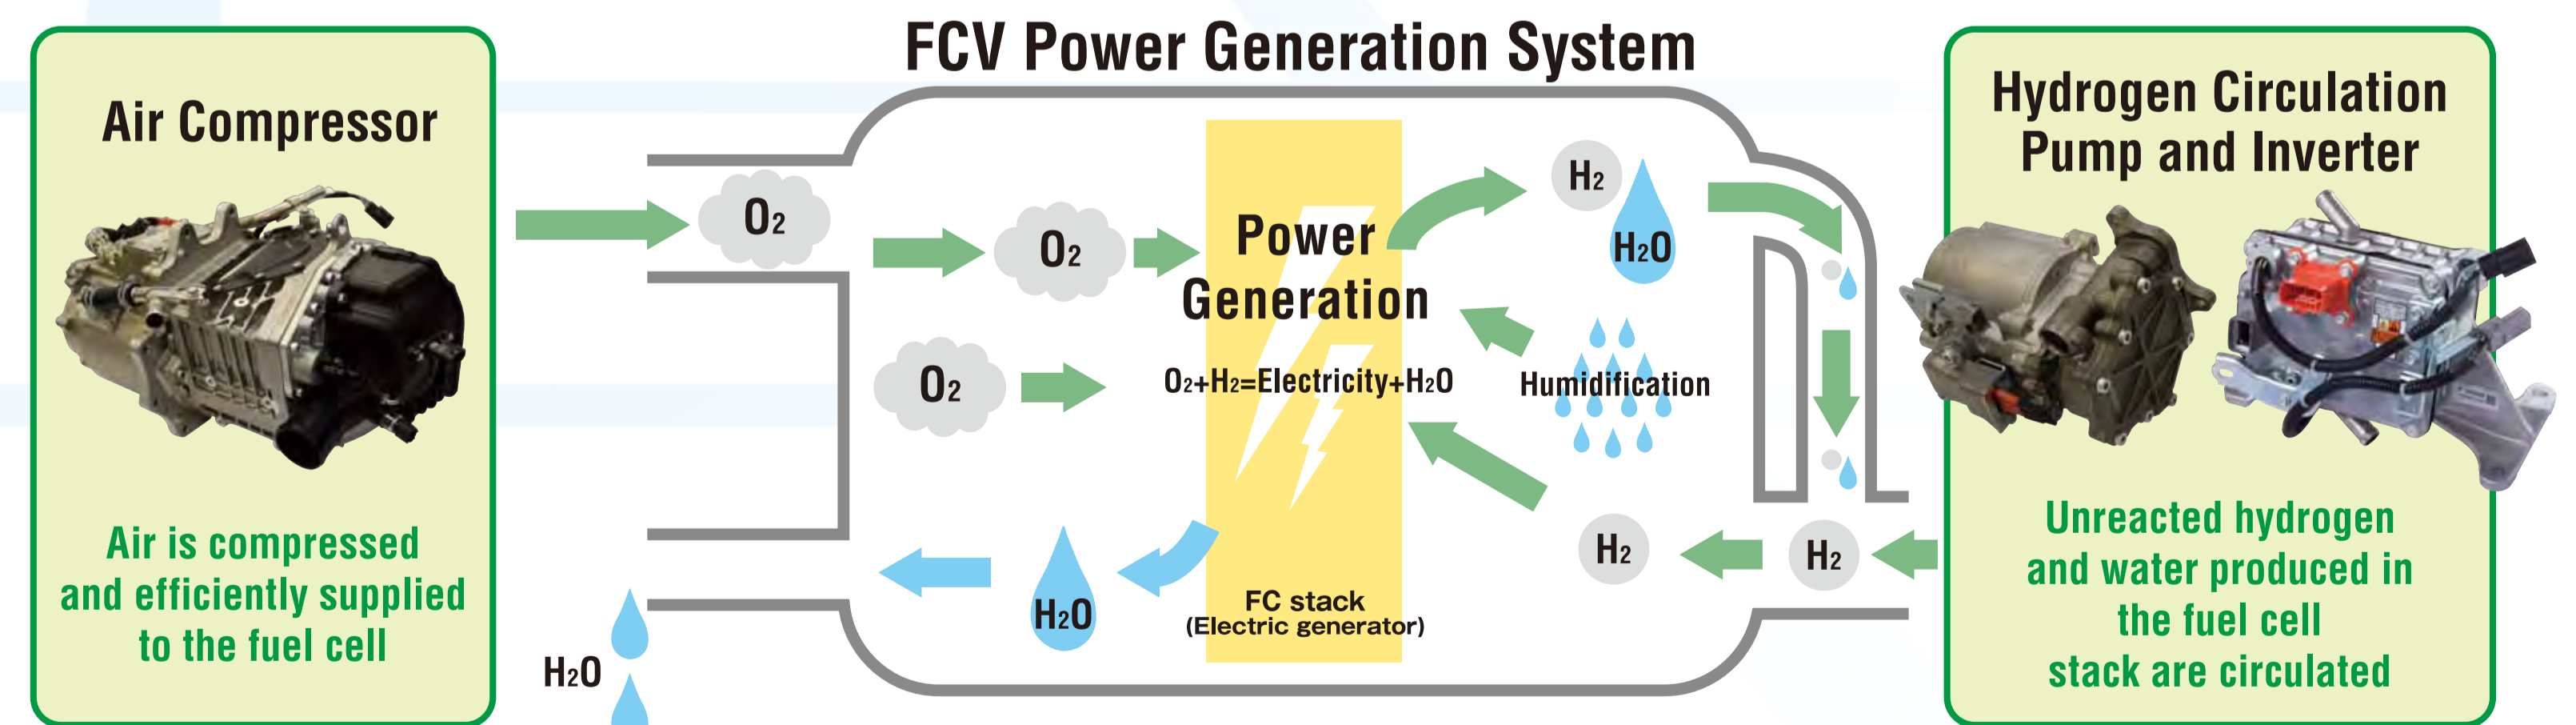 FCV Power Generation System
Air Compressor
Air is compressed
and efficiently supplied
to the fuel cell
O₂
O₂
O₂
Power
Generation
O₂+H₂=Electricity+H₂O
FC stack
(Electric generator)
H₂O
H₂O
H₂
H₂O
Humidification
H₂
H₂
Hydrogen Circulation
Pump and Inverter
Unreacted hydrogen
and water produced in
the fuel cell
stack are circulated